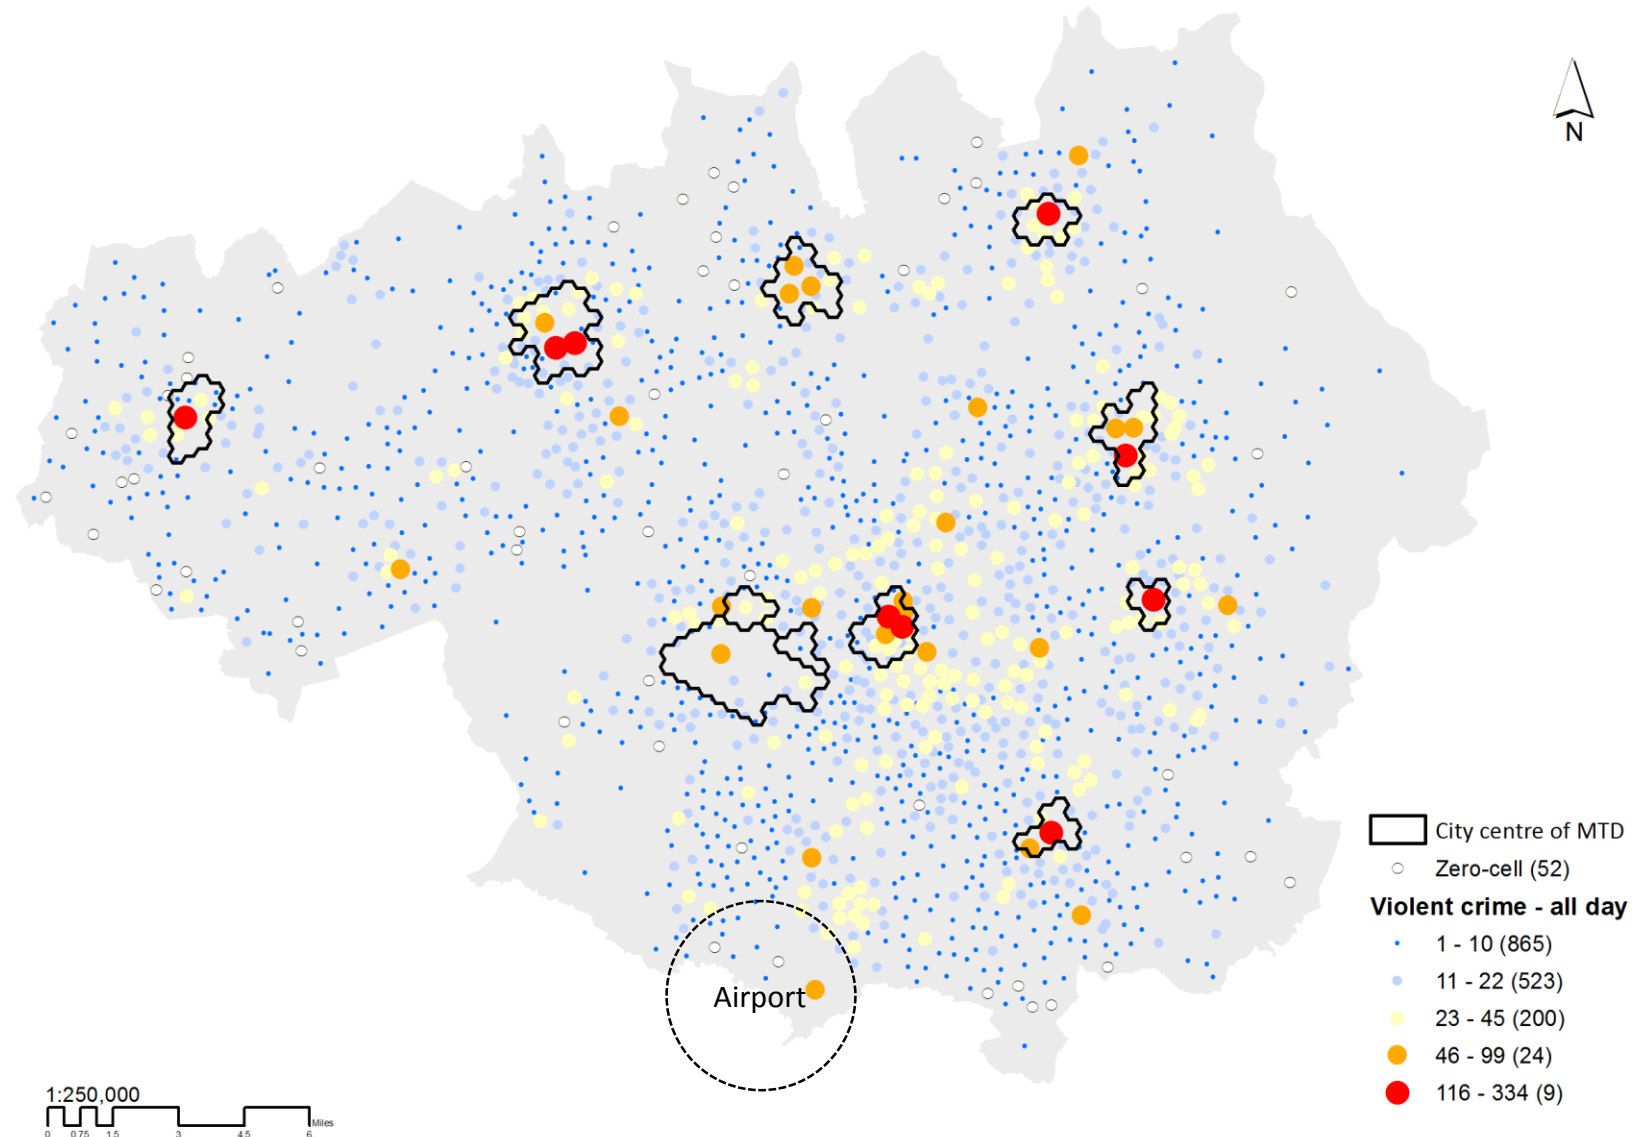 N
City centre of MTD
Zero-cell (52)
Violent crime - all day
1 - 10 (865)
11 - 22 (523)
23 - 45 (200)
46 - 99 (24)
116 - 334 (9)
Airport
1:250,000
Miles
0 0.75 1.5 3 4.5 6